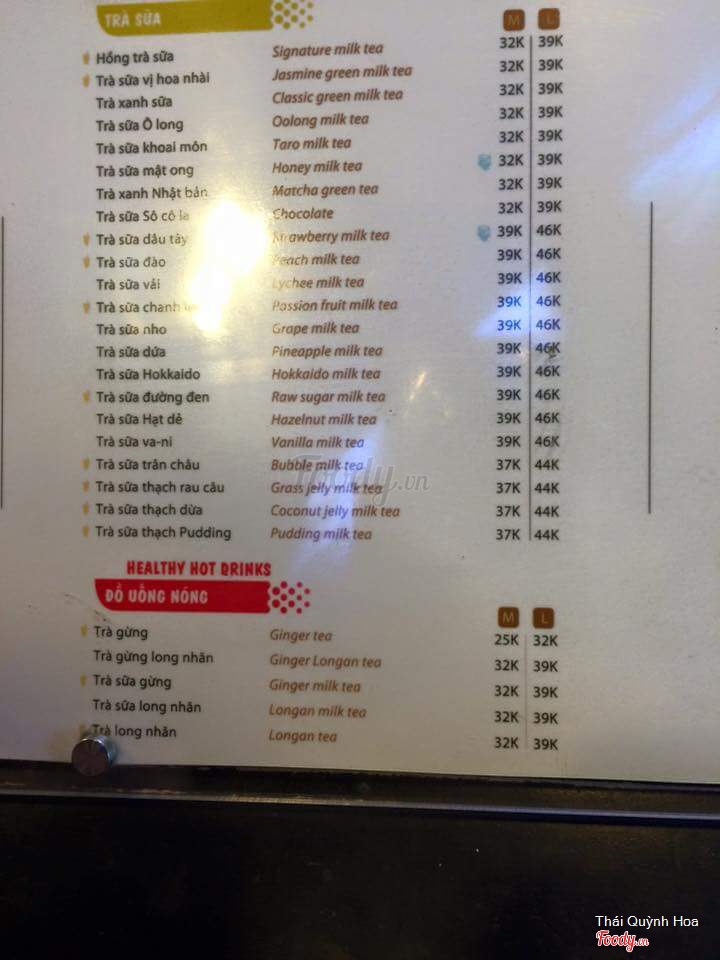 TRÀ SỮA M L
Hồng trà sữa Signature milk tea 32K 39K
Trà sữa vị hoa nhài Jasmine green milk tea 32K 39K
Trà xanh sữa Classic green milk tea 32K 39K
Trà sữa Ô long Oolong milk tea 32K 39K
Trà sữa khoai môn Taro milk tea 32K 39K
Trà sữa mật ong Honey milk tea 32K 39K
Trà xanh Nhật bản Matcha green tea 32K 39K
Trà sữa Sô cô la Chocolate 32K 39K
Trà sữa dâu tây Strawberry milk tea 39K 46K
Trà sữa đào Peach milk tea 39K 46K
Trà sữa vải Lychee milk tea 39K 46K
Trà sữa chanh Passion fruit milk tea 39K 46K
Trà sữa nho Grape milk tea 39K 46K
Trà sữa dứa Pineapple milk tea 39K 46K
Trà sữa Hokkaido Hokkaido milk tea 39K 46K
Trà sữa đường đen Raw sugar milk tea 39K 46K
Trà sữa Hạt dẻ Hazelnut milk tea 39K 46K
Trà sữa va-ni Vanilla milk tea 39K 46K
Trà sữa trân châu Bubble milk tea 37K 44K
Trà sữa thạch rau câu Grass jelly milk tea 37K 44K
Trà sữa thạch dừa Coconut jelly milk tea 37K 44K
Trà sữa thạch Pudding Pudding milk tea 37K 44K
Foody.vn
HEALTHY HOT DRINKS
ĐỒ UỐNG NÓNG M L
Trà gừng Ginger tea 25K 32K
Trà gừng long nhãn Ginger Longan tea 32K 39K
Trà sữa gừng Ginger milk tea 32K 39K
Trà sữa long nhãn Longan milk tea 32K 39K
Trà long nhãn Longan tea 32K 39K
Thái Quỳnh Hoa
Foody.vn